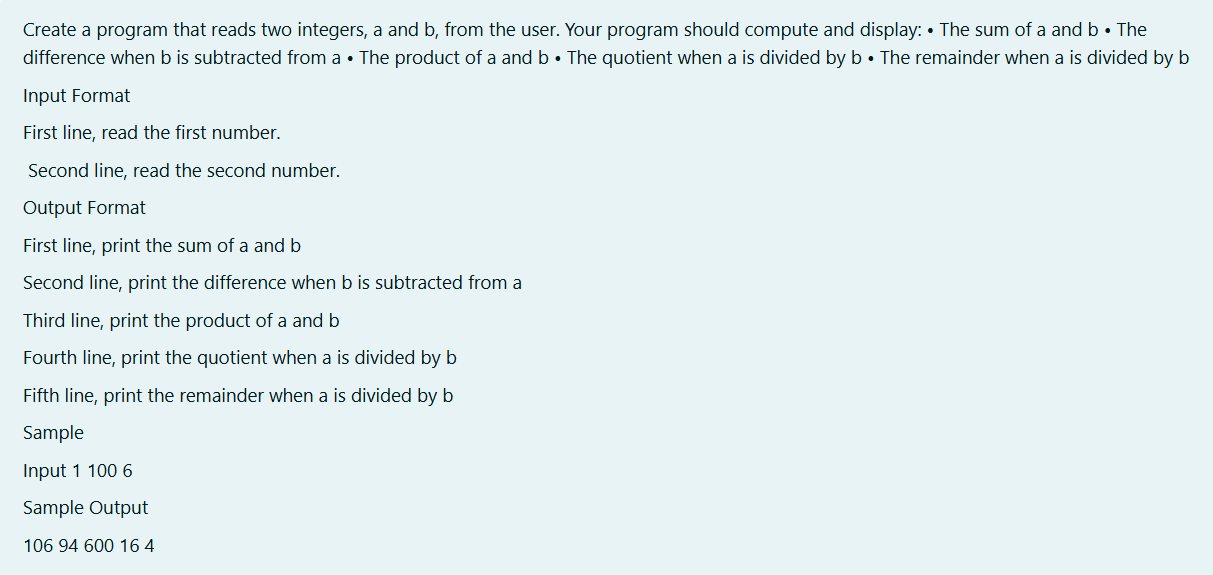 Create a program that reads two integers, a and b, from the user. Your program should compute and display: • The sum of a and b • The
difference when b is subtracted from a • The product of a and b • The quotient when a is divided by b • The remainder when a is divided by b
Input Format
First line, read the first number.
Second line, read the second number.
Output Format
First line, print the sum of a and b
Second line, print the difference when b is subtracted from a
Third line, print the product of a and b
Fourth line, print the quotient when a is divided by b
Fifth line, print the remainder when a is divided by b
Sample
Input 1 100 6
Sample Output
106 94 600 16 4